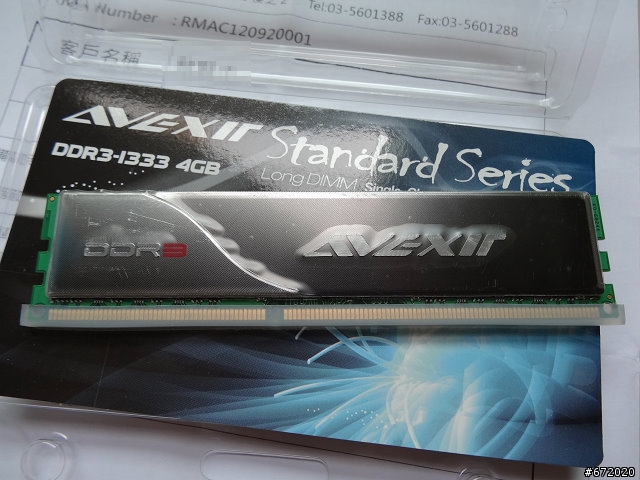 Number : RMAC120920001
Tel:03-5601388 Fax:03-5601288
客戶名稱
AVEXIR Standard Series
DDR3-1333 4GB
Long DIMM
DDR3
AVEXIR
#672020